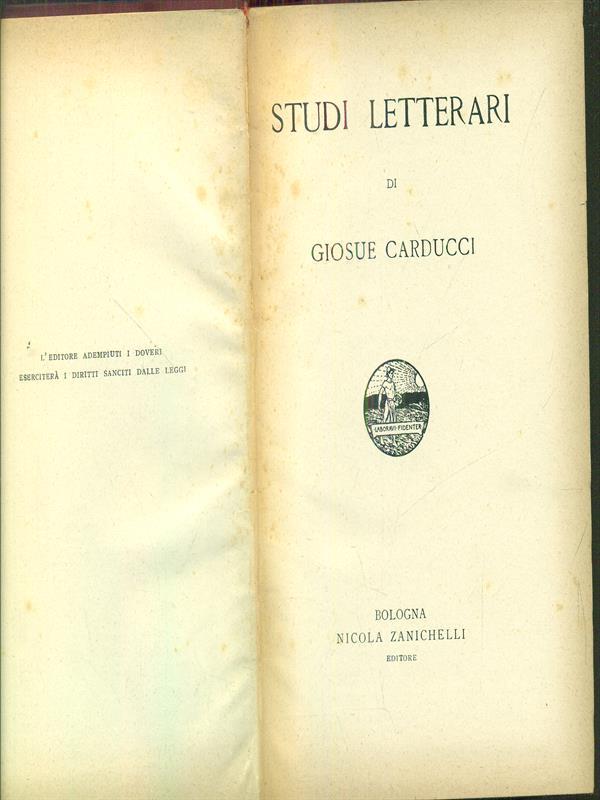 L'EDITORE ADEMPIUTI I DOVERI
ESERCITERÀ I DIRITTI SANCITI DALLE LEGGI
STUDI LETTERARI
DI
GIOSUE CARDUCCI
LABORAVI·FIDENTER
BOLOGNA
NICOLA ZANICHELLI
EDITORE